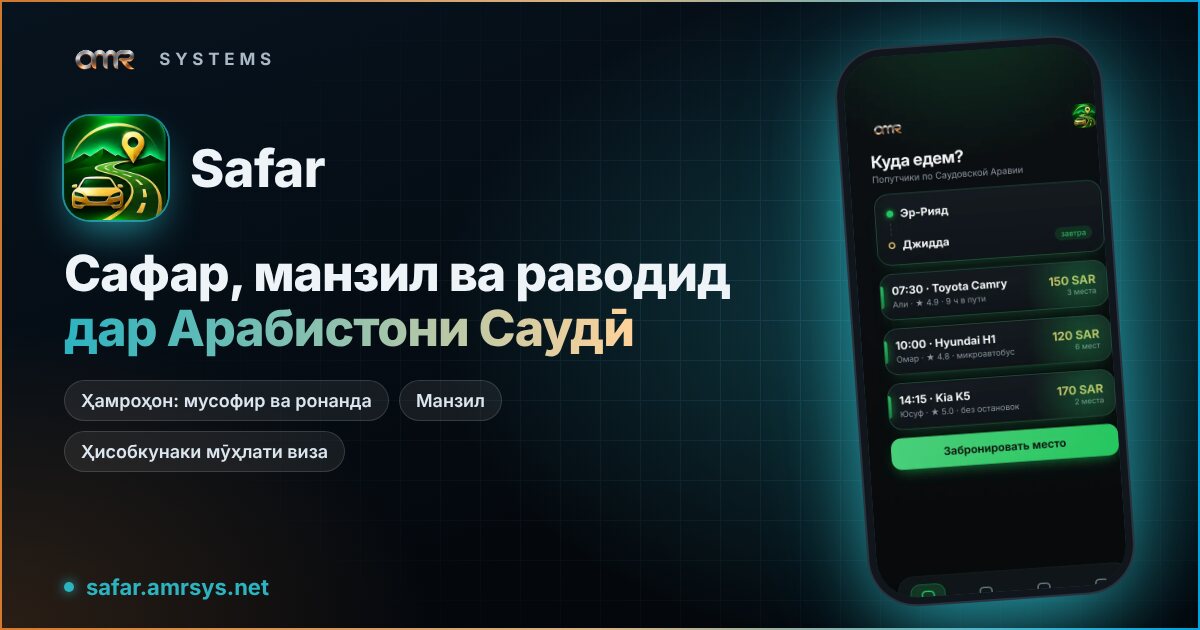 OMR SYSTEMS
Safar
Сафар, манзил ва раводид
дар Арабистони Саудӣ
Ҳамроҳон: мусофир ва ронанда
Манзил
Ҳисобкунаки мӯҳлати виза
safar.amrsys.net
OMR
Куда едем?
Попутчики по Саудовской Аравии
Эр-Рияд
Джидда
завтра
07:30 · Toyota Camry
150 SAR
Али · ★ 4.9 · 9 ч в пути
3 места
10:00 · Hyundai H1
120 SAR
Омар · ★ 4.8 · микроавтобус
6 мест
14:15 · Kia K5
170 SAR
Юсуф · ★ 5.0 · без остановок
2 места
Забронировать место